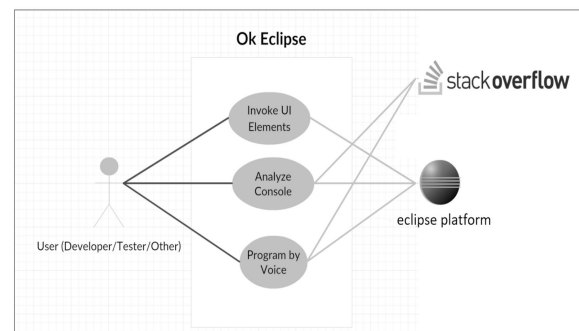 Ok Eclipse
Invoke UI
Elements
Analyze
Console
Program by
Voice
User (Developer/Tester/Other)
stackoverflow
eclipse platform